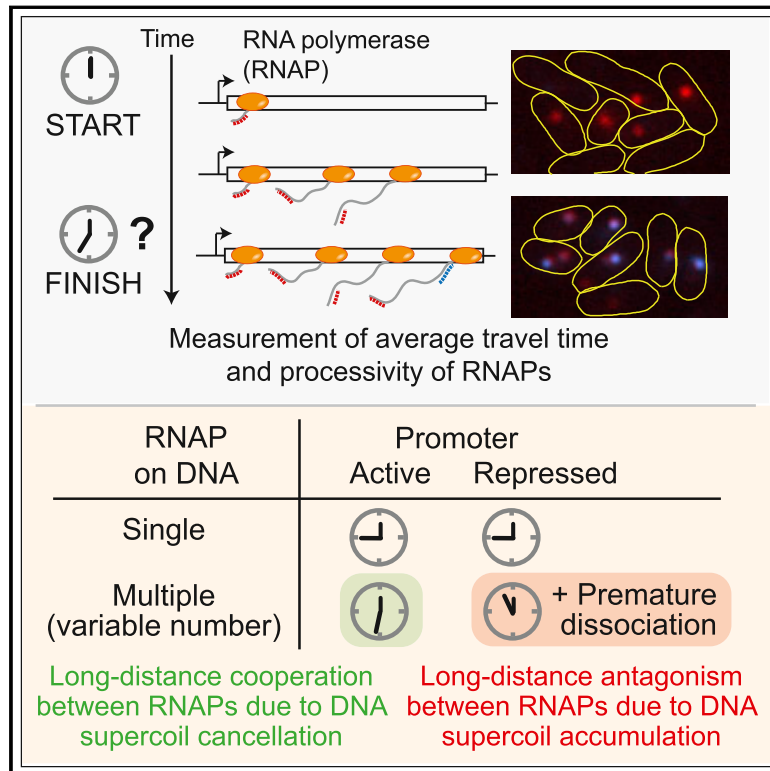 Time
START
RNA polymerase
(RNAP)
FINISH
?
Measurement of average travel time
and processivity of RNAPs
RNAP
on DNA
Promoter
Active Repressed
Single
Multiple
(variable number)
+ Premature
dissociation
Long-distance cooperation
between RNAPs due to DNA
supercoil cancellation
Long-distance antagonism
between RNAPs due to DNA
supercoil accumulation